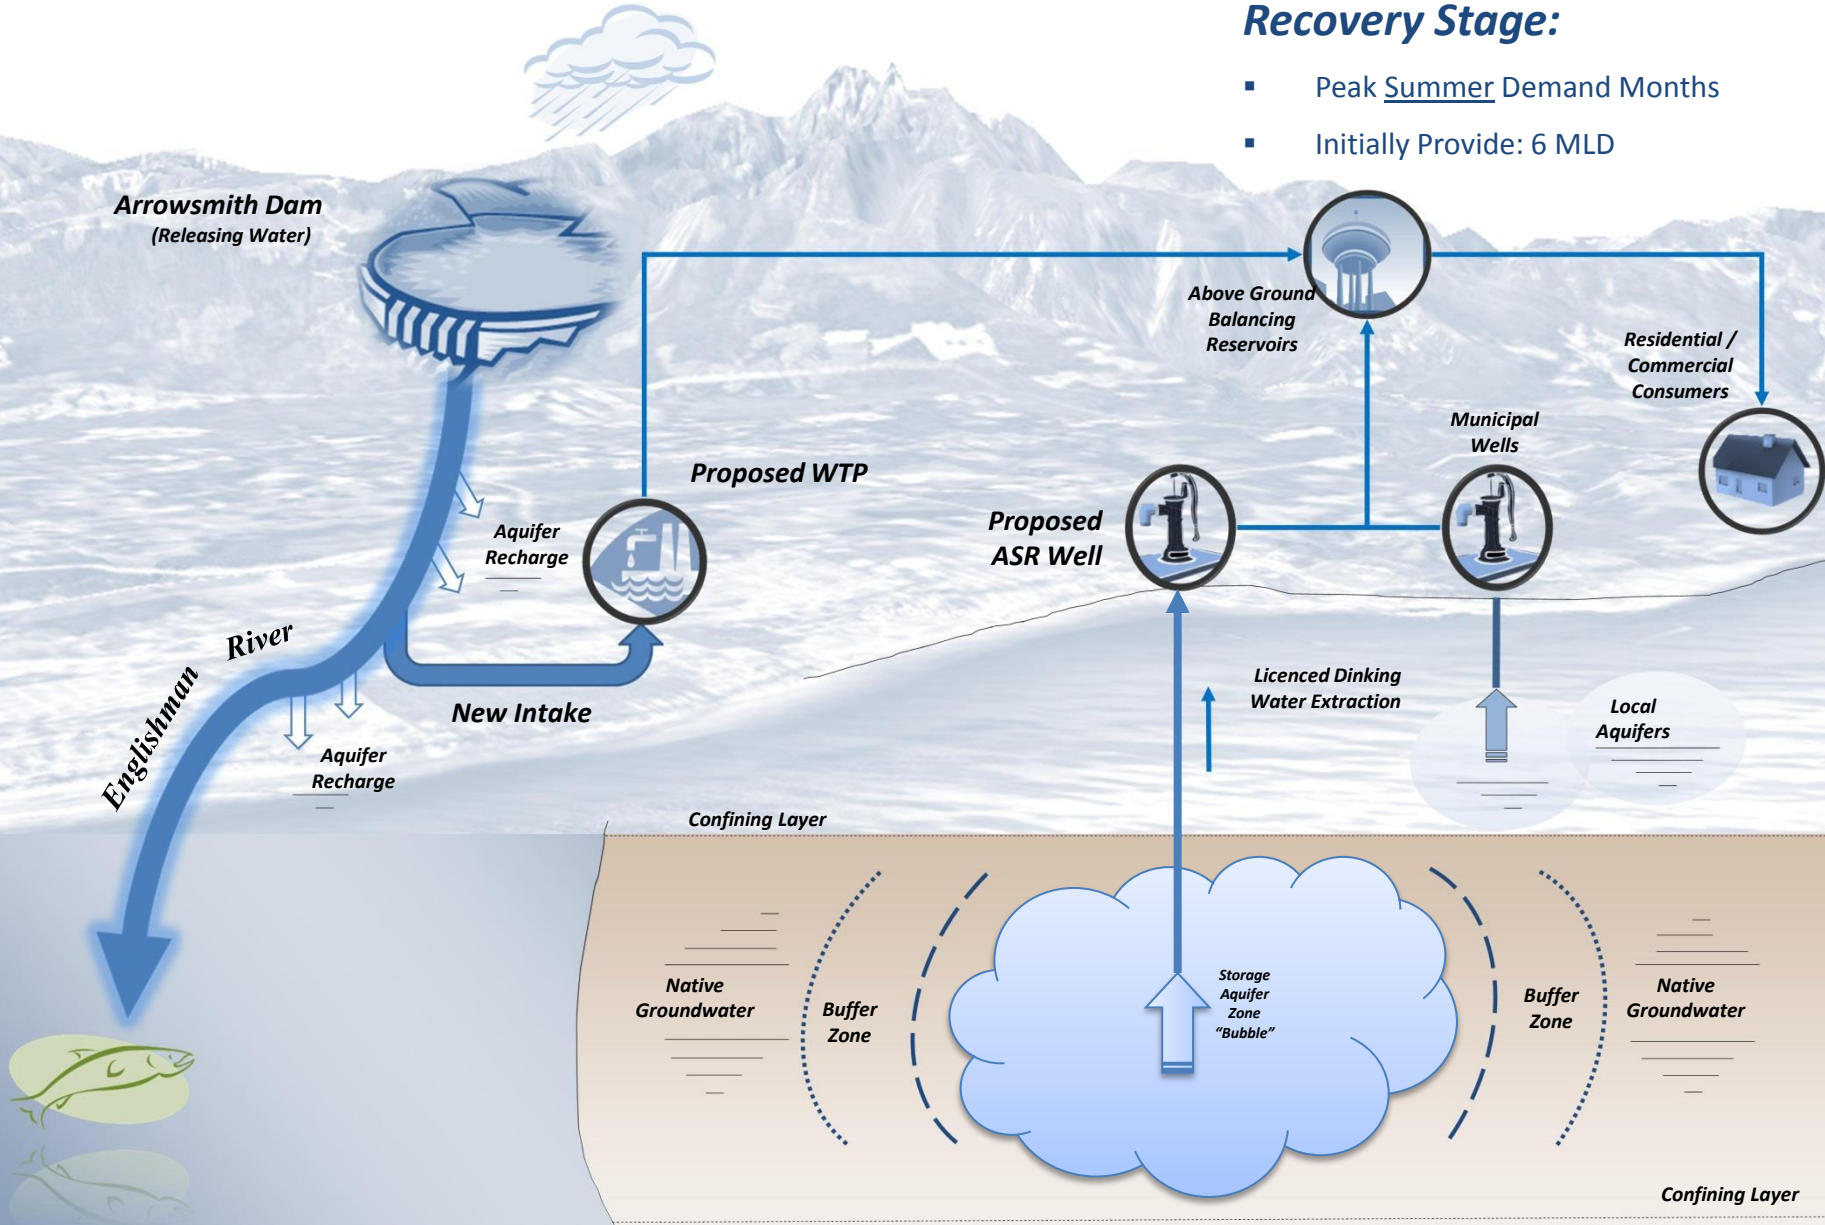 Recovery Stage:
▪ Peak Summer Demand Months
▪ Initially Provide: 6 MLD
Arrowsmith Dam
(Releasing Water)
Above Ground
Balancing
Reservoirs
Residential /
Commercial
Consumers
Municipal
Wells
Proposed WTP
Proposed
ASR Well
Aquifer
Recharge
Englishman River
New Intake
Aquifer
Recharge
Licenced Dinking
Water Extraction
Local
Aquifers
Confining Layer
Native
Groundwater
Buffer
Zone
Storage
Aquifer
Zone
“Bubble”
Buffer
Zone
Native
Groundwater
Confining Layer